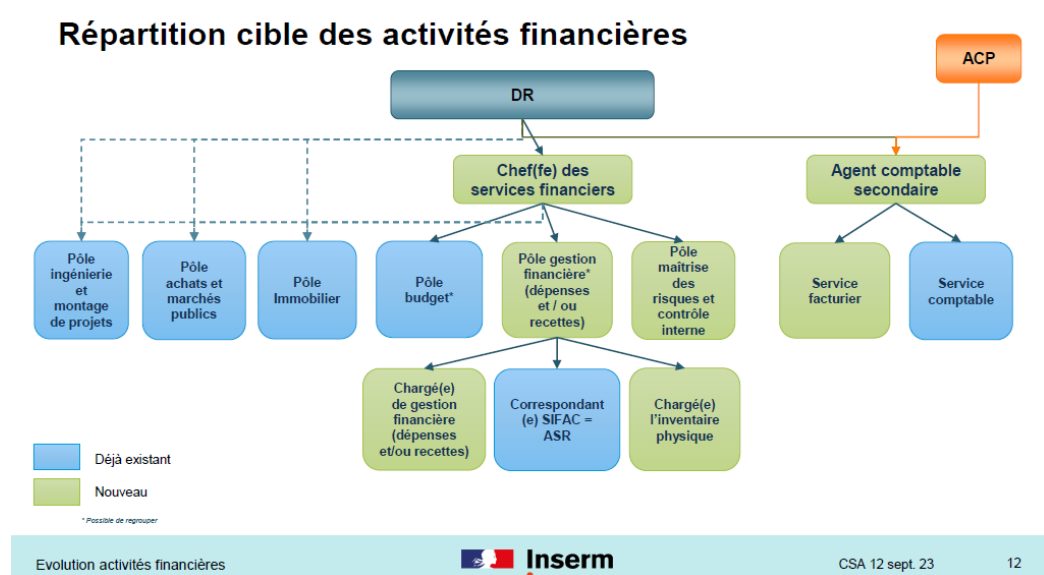 Répartition cible des activités financières
ACP
DR
Chef(fe) des
services financiers
Agent comptable
secondaire
Pôle
ingénierie
et
montage
de projets
Pôle
achats et
marchés
publics
Pôle
Immobilier
Pôle
budget*
Pôle gestion
financière*
(dépenses
et / ou
recettes)
Pôle
maîtrise
des
risques et
contrôle
interne
Service
facturier
Service
comptable
Chargé(e)
de gestion
financière
(dépenses
et/ou recettes)
Correspondant
(e) SIFAC =
ASR
Chargé(e)
l'inventaire
physique
Déjà existant
Nouveau
* Possible de regrouper
Evolution activités financières
Inserm
CSA 12 sept. 23
12